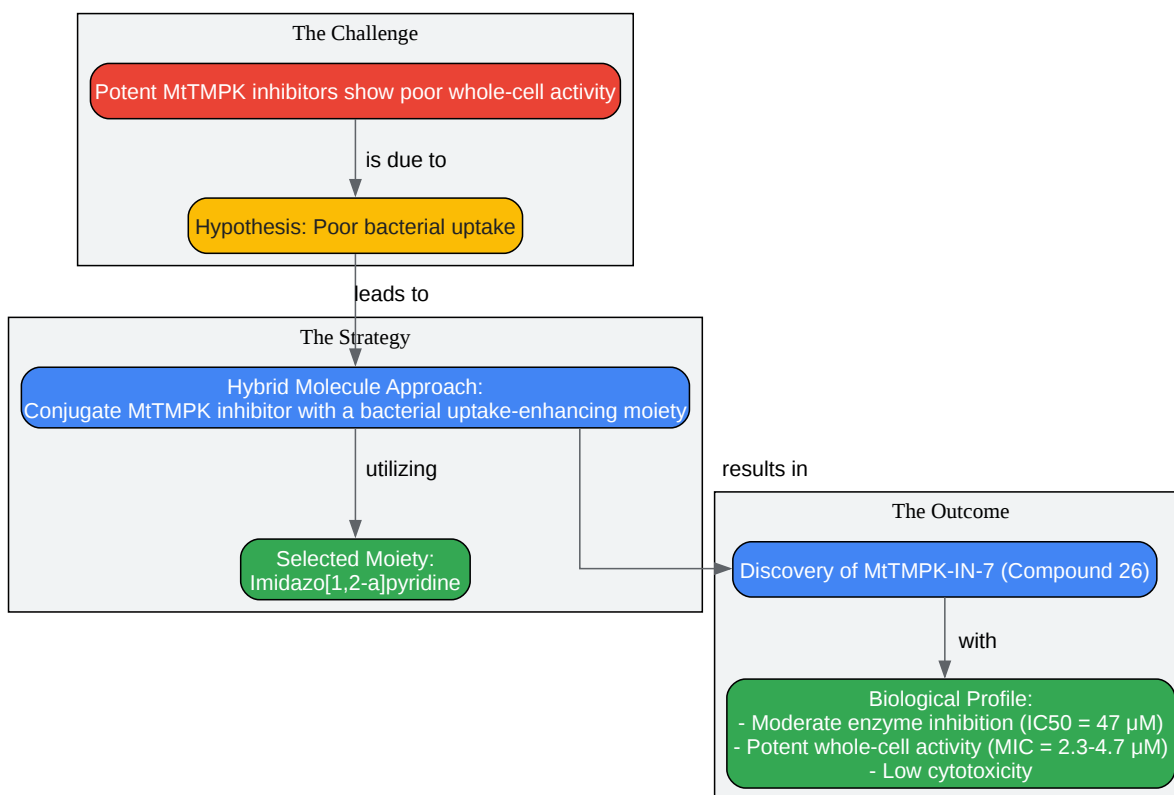 The Challenge
Potent MtTMPK inhibitors show poor whole-cell activity
is due to
Hypothesis: Poor bacterial uptake
leads to
The Strategy
Hybrid Molecule Approach:
Conjugate MtTMPK inhibitor with a bacterial uptake-enhancing moiety
utilizing
Selected Moiety:
Imidazo[1,2-a]pyridine
results in
The Outcome
Discovery of MtTMPK-IN-7 (Compound 26)
with
Biological Profile:
- Moderate enzyme inhibition (IC50 = 47 μM)
- Potent whole-cell activity (MIC = 2.3-4.7 μM)
- Low cytotoxicity